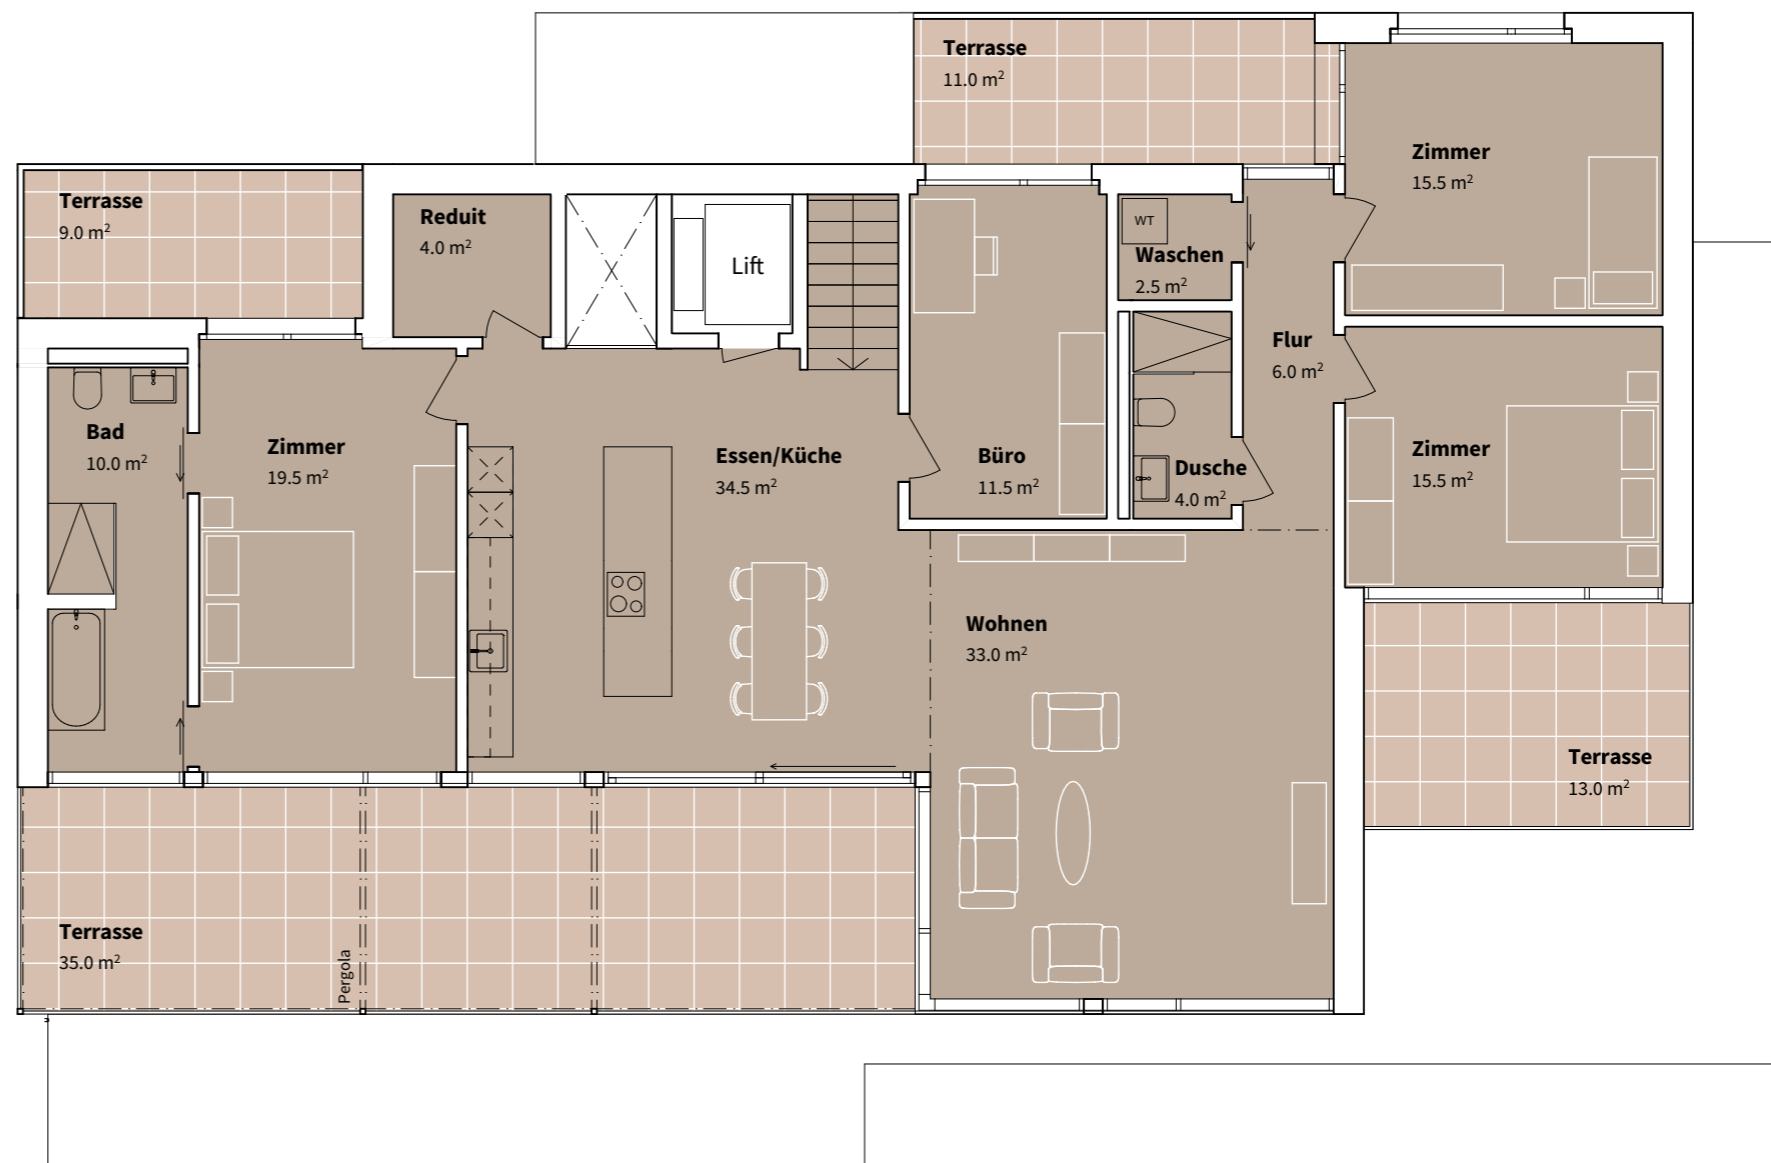 Terrasse
11.0 m²
Zimmer
15.5 m²
Terrasse
9.0 m²
Reduit
4.0 m²
Lift
WT
Waschen
2.5 m²
Flur
6.0 m²
Bad
10.0 m²
Zimmer
19.5 m²
Essen/Küche
34.5 m²
Büro
11.5 m²
Dusche
4.0 m²
Zimmer
15.5 m²
Wohnen
33.0 m²
Terrasse
13.0 m²
Terrasse
35.0 m²
Pergola